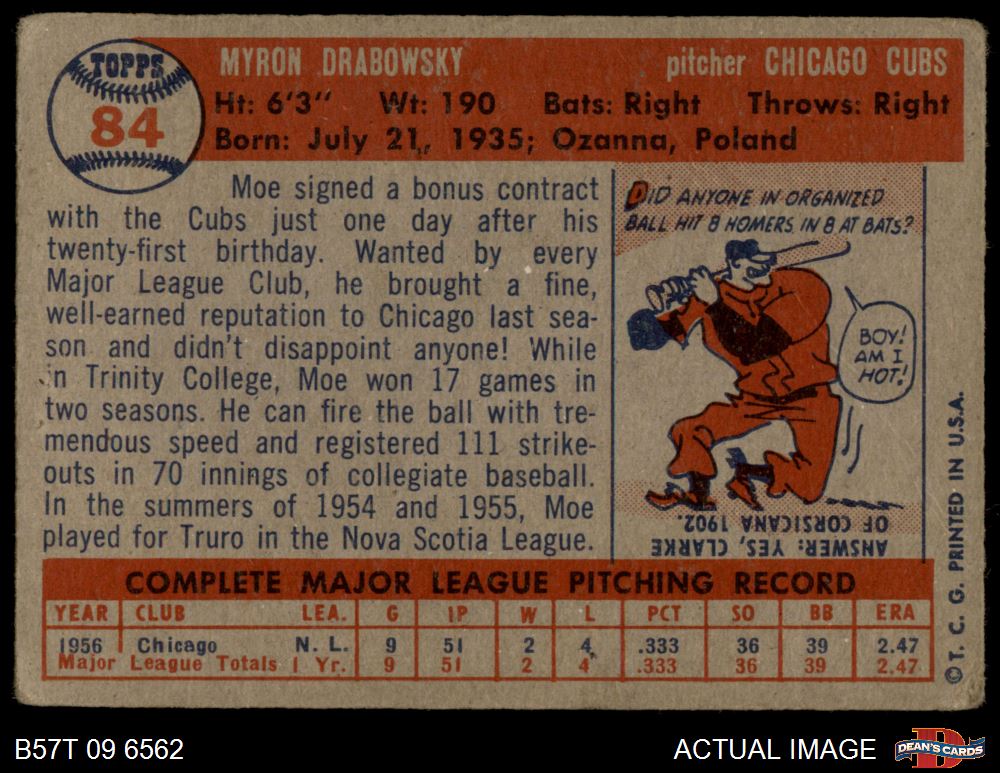 TOPPS
84
MYRON DRABOWSKY pitcher CHICAGO CUBS
Ht: 6'3" Wt: 190 Bats: Right Throws: Right
Born: July 21, 1935; Ozanna, Poland
Moe signed a bonus contract
with the Cubs just one day after his
twenty-first birthday. Wanted by every
Major League Club, he brought a fine,
well-earned reputation to Chicago last sea-
son and didn't disappoint anyone! While
in Trinity College, Moe won 17 games in
two seasons. He can fire the ball with tre-
mendous speed and registered 111 strike-
outs in 70 innings of collegiate baseball.
In the summers of 1954 and 1955, Moe
played for Truro in the Nova Scotia League.
DID ANYONE IN ORGANIZED
BALL HIT 8 HOMERS IN 8 AT BATS?
BOY!
AM I
HOT!
ANSWER: YES, CLARKE
OF CORSICANA 1902.
COMPLETE MAJOR LEAGUE PITCHING RECORD
YEAR CLUB LEA. G IP W L PCT SO BB ERA
1956 Chicago N. L. 9 51 2 4 .333 36 39 2.47
Major League Totals 1 Yr. 9 51 2 4 .333 36 39 2.47
© T. C. G. PRINTED IN U.S.A.
B57T 09 6562
ACTUAL IMAGE
D
DEAN'S CARDS